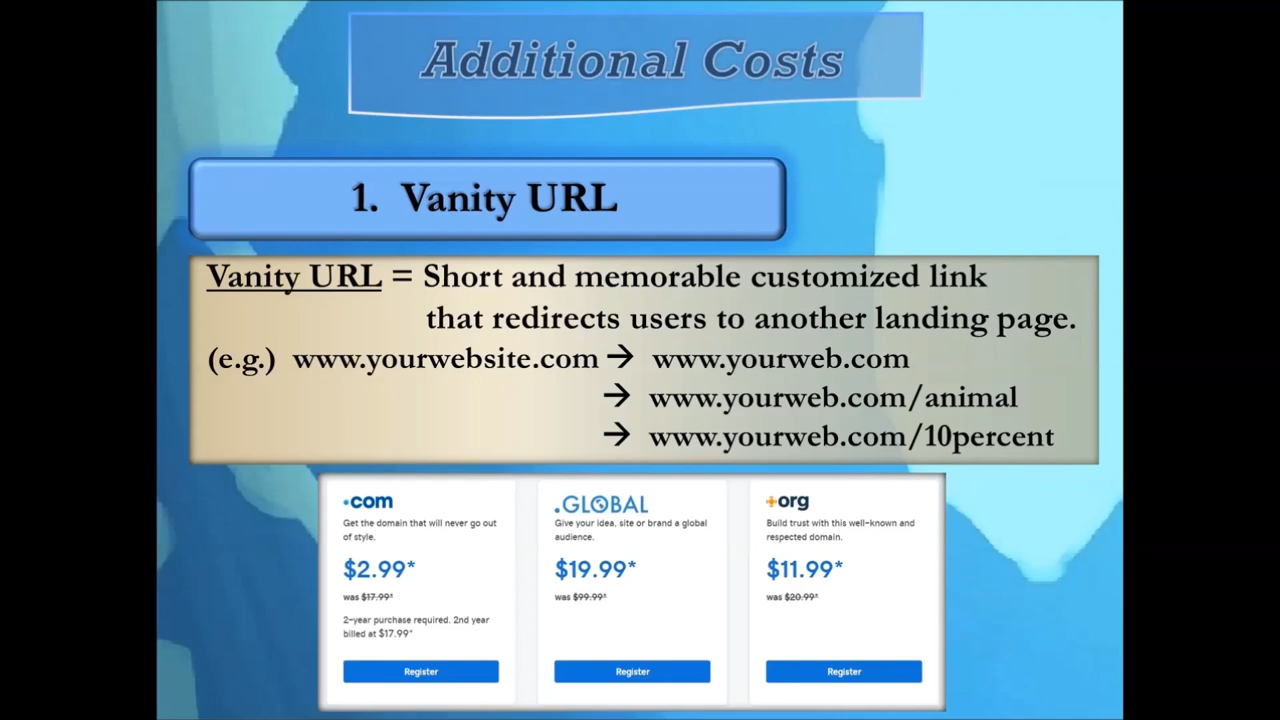 Additional Costs
1. Vanity URL
Vanity URL = Short and memorable customized link
that redirects users to another landing page.
(e.g.) www.yourwebsite.com → www.yourweb.com
→ www.yourweb.com/animal
→ www.yourweb.com/10percent
.com
Get the domain that will never go out
of style.
$2.99*
was $17.99*
2-year purchase required. 2nd year
billed at $17.99*
Register
.GLOBAL
Give your idea, site or brand a global
audience.
$19.99*
was $99.99*
Register
org
Build trust with this well-known and
respected domain.
$11.99*
was $20.99*
Register